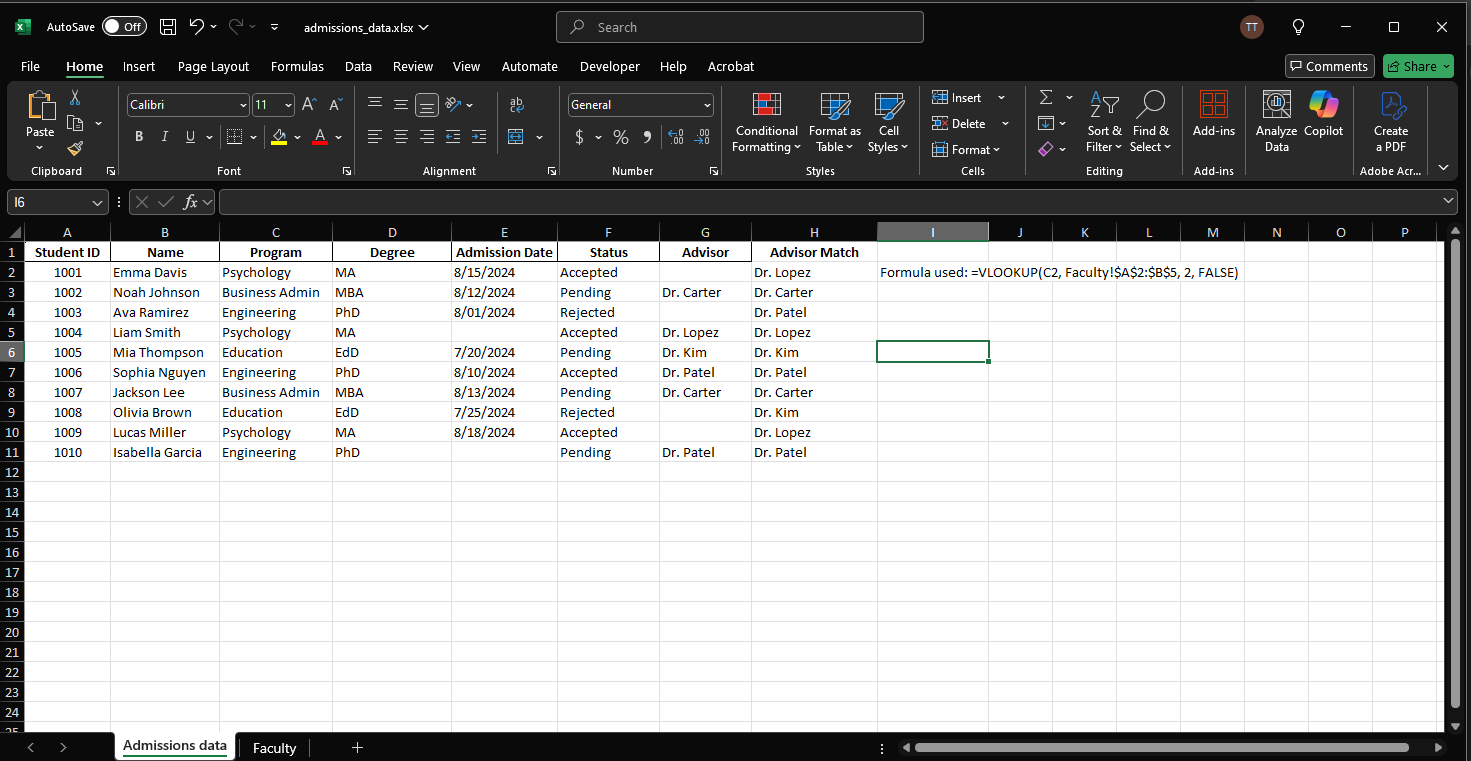 AutoSave Off admissions_data.xlsx Search TT
File Home Insert Page Layout Formulas Data Review View Automate Developer Help Acrobat Comments Share
Paste Calibri 11 A A ab General Conditional Formatting Format as Table Cell Styles Insert Delete Format Sort & Filter Find & Select Add-ins Analyze Data Copilot Create a PDF
B I U A $ % 9 .00 .00
Clipboard Font Alignment Number Styles Cells Editing Add-ins Adobe Acr...
I6 fx
A B C D E F G H I J K L M N O P
1 Student ID Name Program Degree Admission Date Status Advisor Advisor Match
2 1001 Emma Davis Psychology MA 8/15/2024 Accepted Dr. Lopez Formula used: =VLOOKUP(C2, Faculty!$A$2:$B$5, 2, FALSE)
3 1002 Noah Johnson Business Admin MBA 8/12/2024 Pending Dr. Carter Dr. Carter
4 1003 Ava Ramirez Engineering PhD 8/01/2024 Rejected Dr. Patel
5 1004 Liam Smith Psychology MA Accepted Dr. Lopez Dr. Lopez
6 1005 Mia Thompson Education EdD 7/20/2024 Pending Dr. Kim Dr. Kim
7 1006 Sophia Nguyen Engineering PhD 8/10/2024 Accepted Dr. Patel Dr. Patel
8 1007 Jackson Lee Business Admin MBA 8/13/2024 Pending Dr. Carter Dr. Carter
9 1008 Olivia Brown Education EdD 7/25/2024 Rejected Dr. Kim
10 1009 Lucas Miller Psychology MA 8/18/2024 Accepted Dr. Lopez
11 1010 Isabella Garcia Engineering PhD Pending Dr. Patel Dr. Patel
12
13
14
15
16
17
18
19
20
21
22
23
24
25
Admissions data Faculty